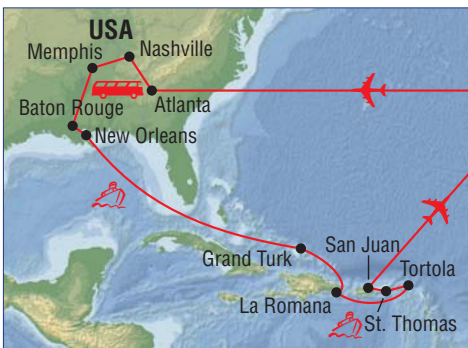 USA
Nashville
Memphis
Atlanta
Baton Rouge
New Orleans
San Juan
Grand Turk
Tortola
La Romana
St. Thomas